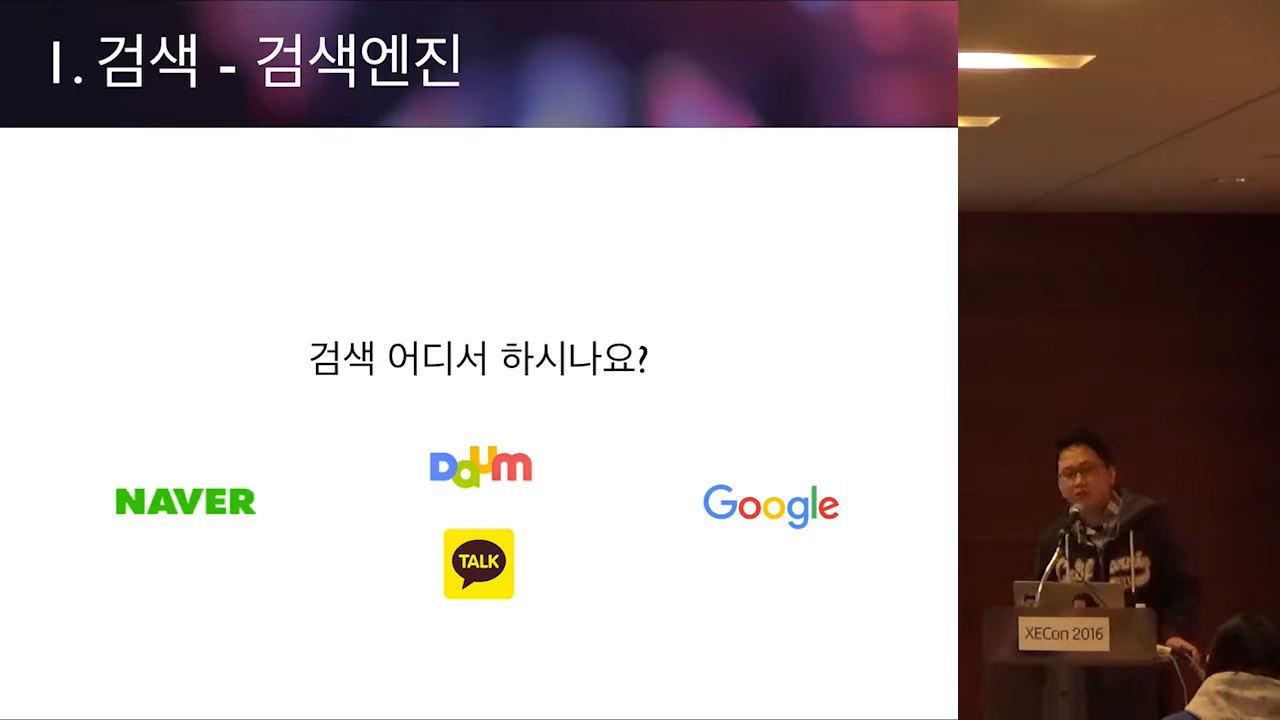 1. 검색 - 검색엔진
검색 어디서 하시나요?
NAVER
Daum
Google
TALK
XECon 2016